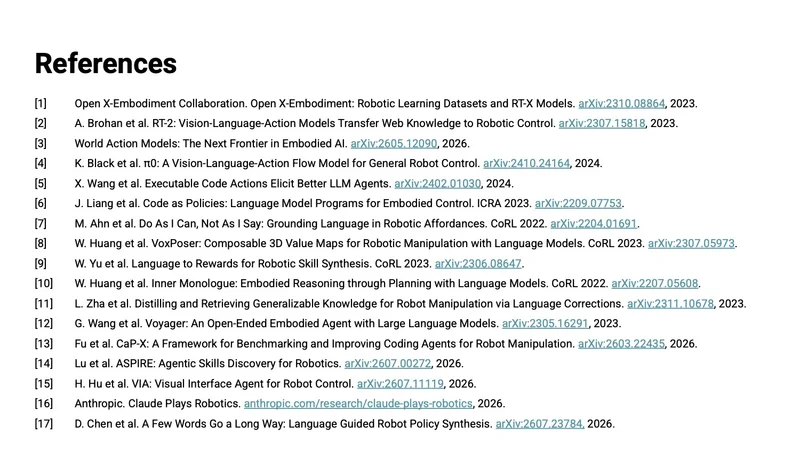 References
[1] Open X-Embodiment Collaboration. Open X-Embodiment: Robotic Learning Datasets and RT-X Models. arXiv:2310.08864, 2023.
[2] A. Brohan et al. RT-2: Vision-Language-Action Models Transfer Web Knowledge to Robotic Control. arXiv:2307.15818, 2023.
[3] World Action Models: The Next Frontier in Embodied AI. arXiv:2605.12090, 2026.
[4] K. Black et al. π0: A Vision-Language-Action Flow Model for General Robot Control. arXiv:2410.24164, 2024.
[5] X. Wang et al. Executable Code Actions Elicit Better LLM Agents. arXiv:2402.01030, 2024.
[6] J. Liang et al. Code as Policies: Language Model Programs for Embodied Control. ICRA 2023. arXiv:2209.07753.
[7] M. Ahn et al. Do As I Can, Not As I Say: Grounding Language in Robotic Affordances. CoRL 2022. arXiv:2204.01691.
[8] W. Huang et al. VoxPoser: Composable 3D Value Maps for Robotic Manipulation with Language Models. CoRL 2023. arXiv:2307.05973.
[9] W. Yu et al. Language to Rewards for Robotic Skill Synthesis. CoRL 2023. arXiv:2306.08647.
[10] W. Huang et al. Inner Monologue: Embodied Reasoning through Planning with Language Models. CoRL 2022. arXiv:2207.05608.
[11] L. Zha et al. Distilling and Retrieving Generalizable Knowledge for Robot Manipulation via Language Corrections. arXiv:2311.10678, 2023.
[12] G. Wang et al. Voyager: An Open-Ended Embodied Agent with Large Language Models. arXiv:2305.16291, 2023.
[13] Fu et al. CaP-X: A Framework for Benchmarking and Improving Coding Agents for Robot Manipulation. arXiv:2603.22435, 2026.
[14] Lu et al. ASPIRE: Agentic Skills Discovery for Robotics. arXiv:2607.00272, 2026.
[15] H. Hu et al. VIA: Visual Interface Agent for Robot Control. arXiv:2607.11119, 2026.
[16] Anthropic. Claude Plays Robotics. anthropic.com/research/claude-plays-robotics, 2026.
[17] D. Chen et al. A Few Words Go a Long Way: Language Guided Robot Policy Synthesis. arXiv:2607.23784, 2026.